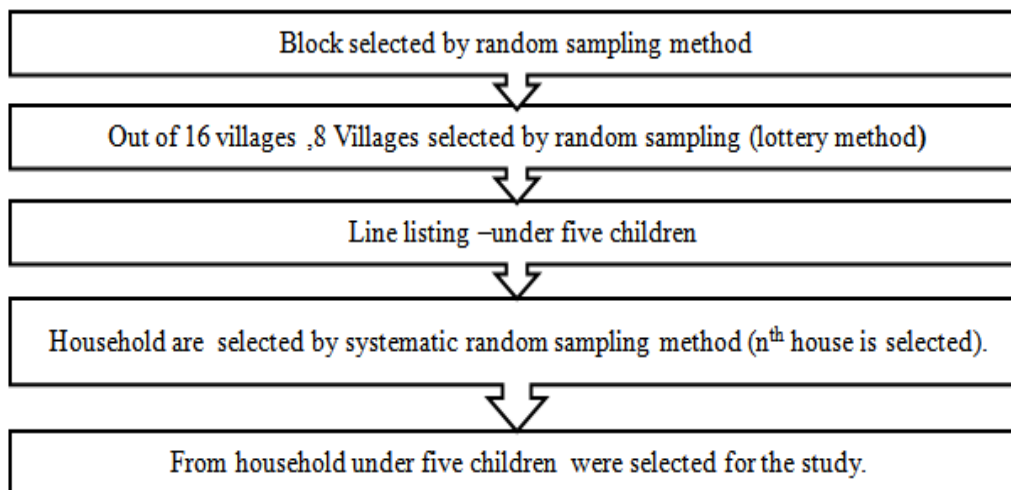 Block selected by random sampling method
Out of 16 villages ,8 Villages selected by random sampling (lottery method)
Line listing –under five children
Household are selected by systematic random sampling method (nth house is selected).
From household under five children were selected for the study.